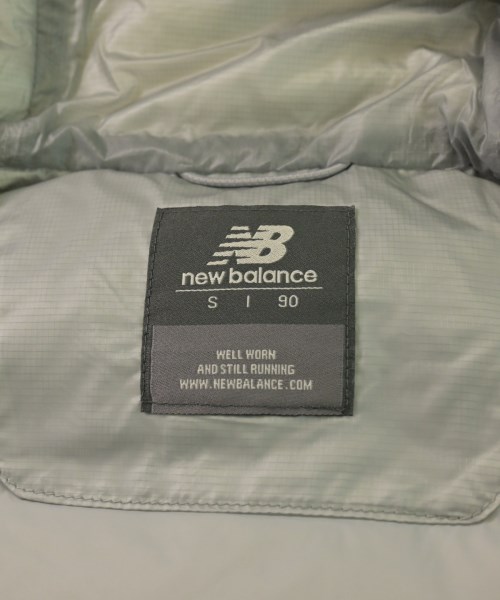 NB
new balance
S | 90
WELL WORN
AND STILL RUNNING
WWW.NEWBALANCE.COM